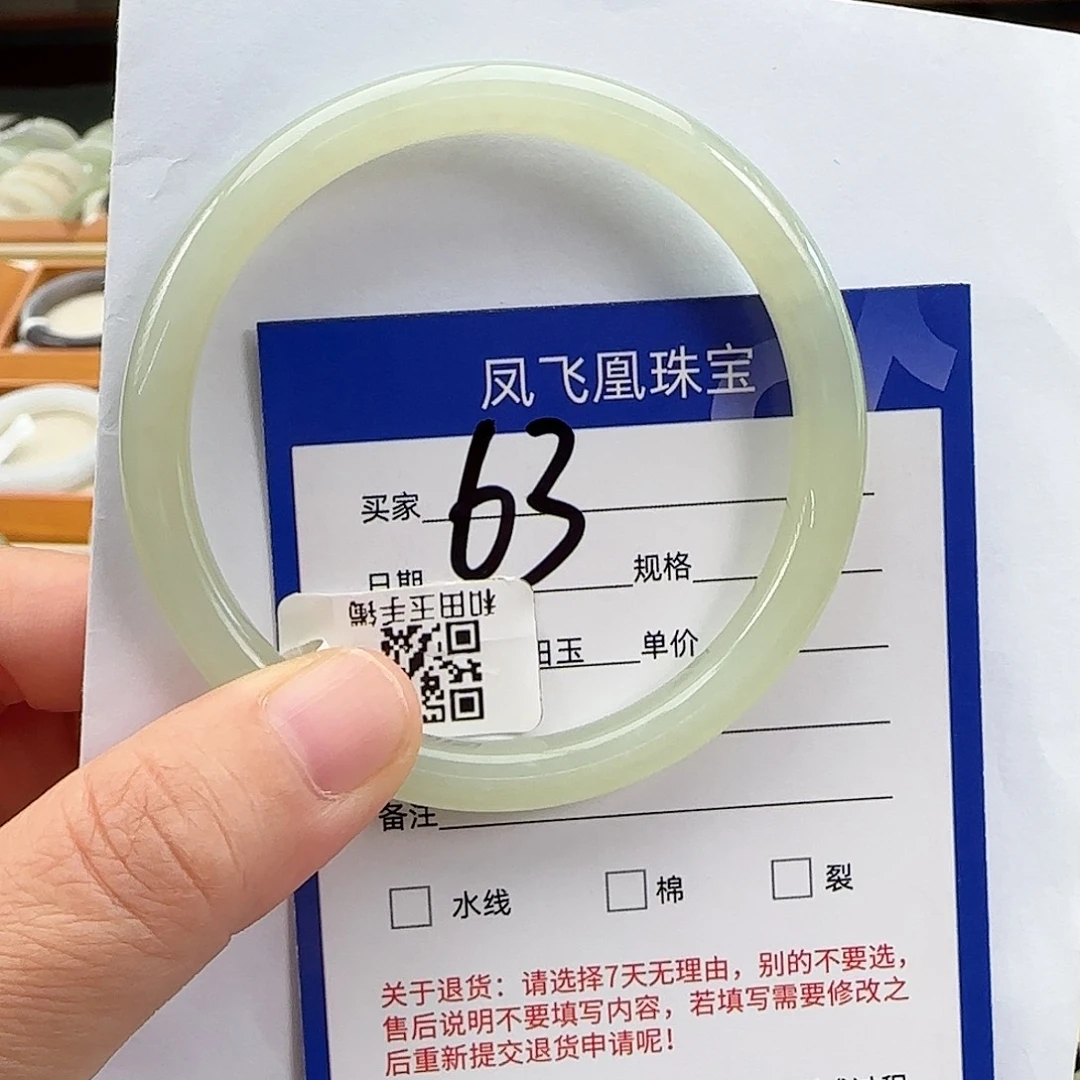 凤飞凰珠宝
63
买家
日期
规格
和田玉手镯
田玉
单价
备注
水线
棉
裂
关于退货：请选择7天无理由，别的不要选，
售后说明不要填写内容，若填写需要修改之
后重新提交退货申请呢！